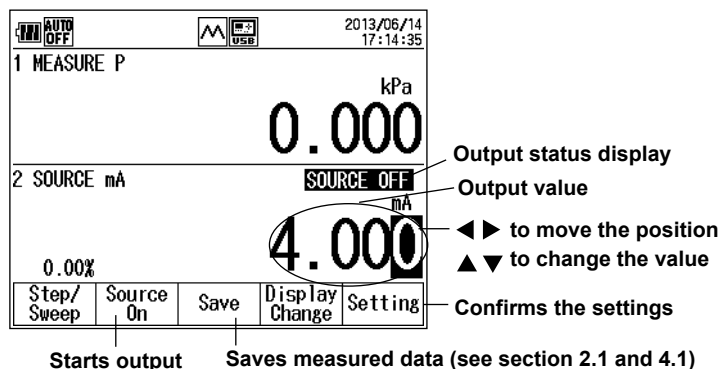 AUTO OFF
USB
2013/06/14
17:14:35
1 MEASURE P
kPa
0.000
2 SOURCE mA
SOURCE OFF
mA
4.000
0.00%
Step/ Sweep
Source On
Save
Display Change
Setting
Output status display
Output value
◀ ▶ to move the position
▲ ▼ to change the value
Confirms the settings
Starts output
Saves measured data (see section 2.1 and 4.1)